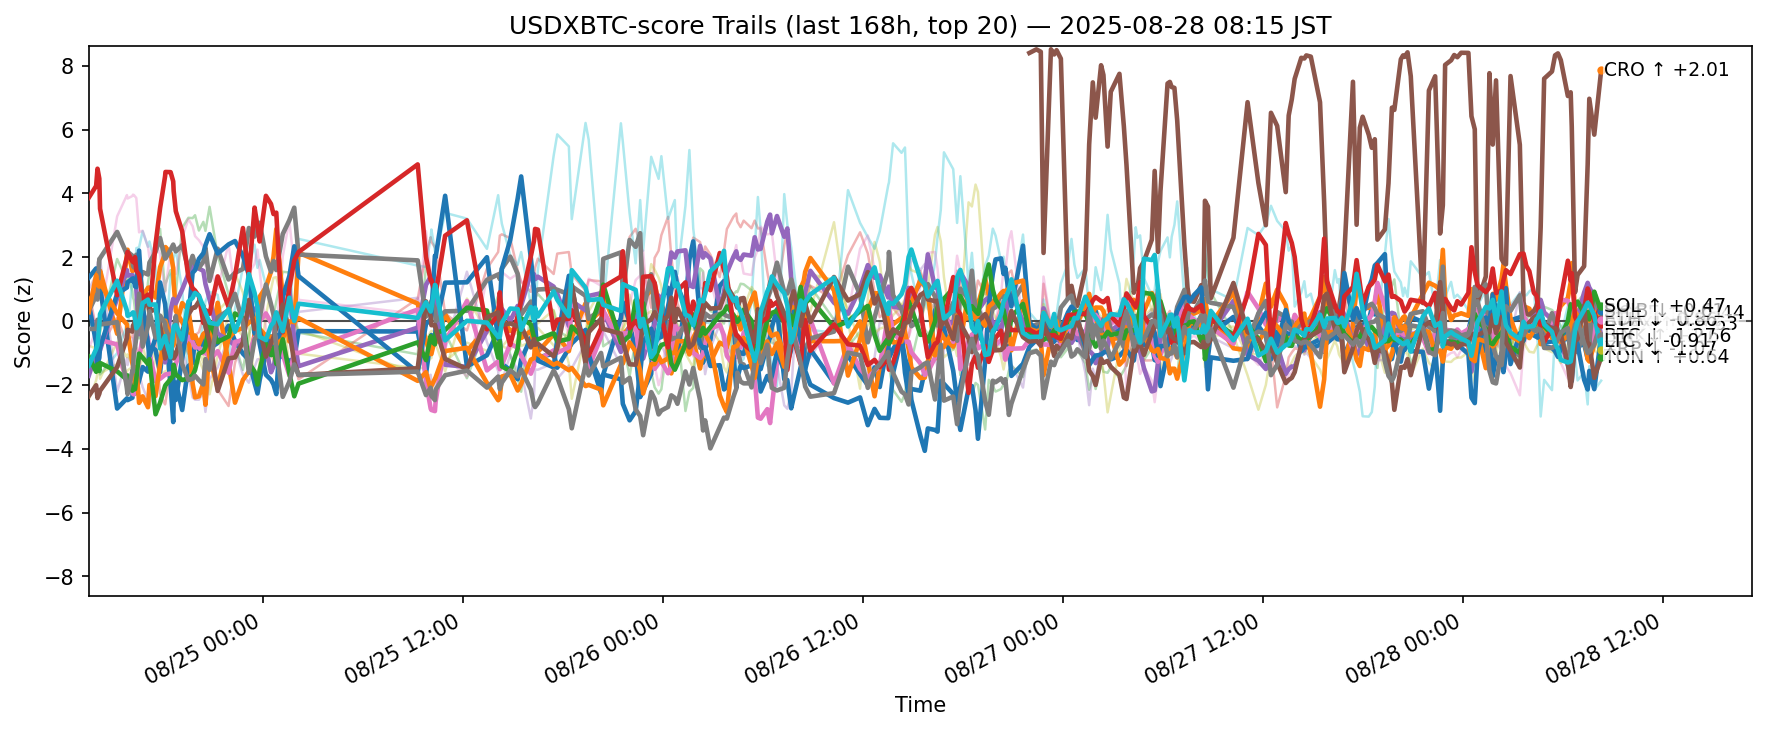 USDXBTC-score Trails (last 168h, top 20) — 2025-08-28 08:15 JST
Score (z)
8
6
4
2
0
−2
−4
−6
−8
CRO ↑ +2.01
SOL ↑ +0.47
LTC ↓ -0.91
TON ↑ +0.64
08/25 00:00
08/25 12:00
08/26 00:00
08/26 12:00
08/27 00:00
08/27 12:00
08/28 00:00
08/28 12:00
Time